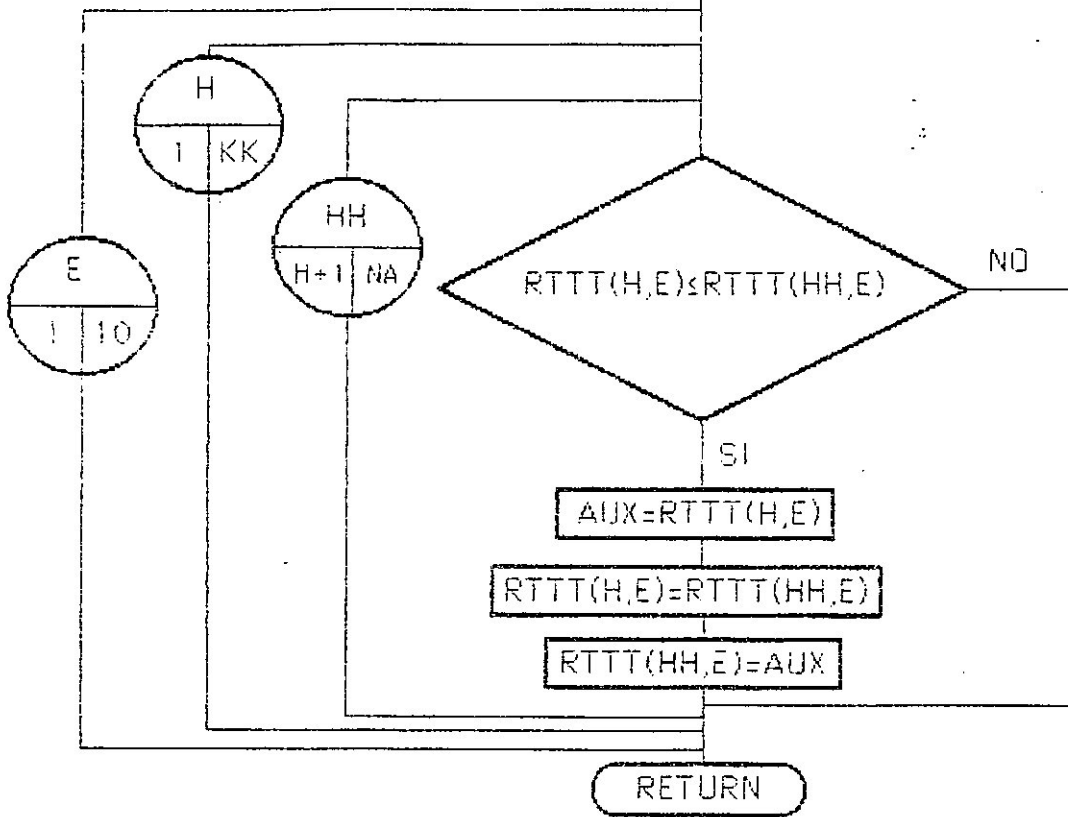 H
1 KK
HH
H+1 NA
E
1 10
RTTT(H,E)≤RTTT(HH,E)
NO
SI
AUX=RTTT(H,E)
RTTT(H,E)=RTTT(HH,E)
RTTT(HH,E)=AUX
RETURN